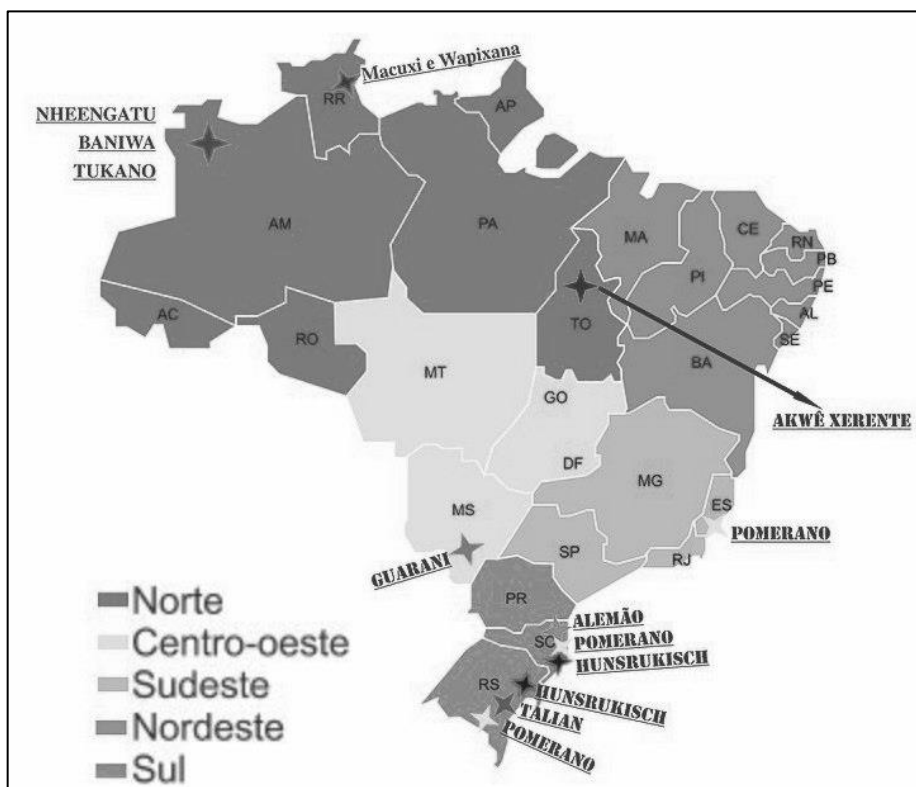 Macuxi e Wapixana
RR
AP
NHEENGATU
BANIWA
TUKANO
AM
PA
MA
CE
RN
PB
PI
PE
AC
TO
AL
RO
SE
BA
MT
GO
AKWÊ XERENTE
DF
MG
MS
ES
POMERANO
SP
RJ
GUARANI
PR
ALEMÃO
SC
POMERANO
HUNSRUKISCH
RS
HUNSRUKISCH
TALIAN
POMERANO
Norte
Centro-oeste
Sudeste
Nordeste
Sul